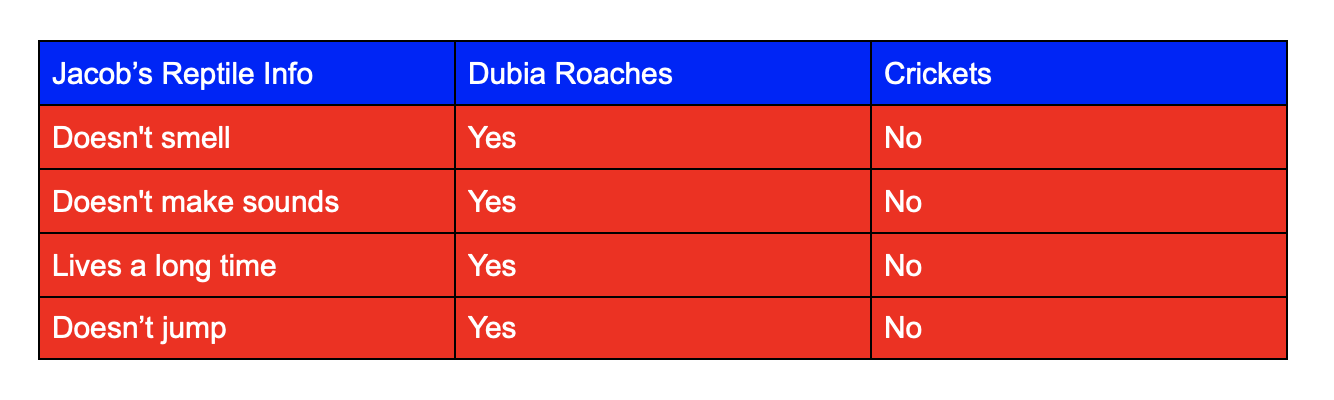 Jacob’s Reptile Info Dubia Roaches Crickets
Doesn't smell Yes No
Doesn't make sounds Yes No
Lives a long time Yes No
Doesn’t jump Yes No